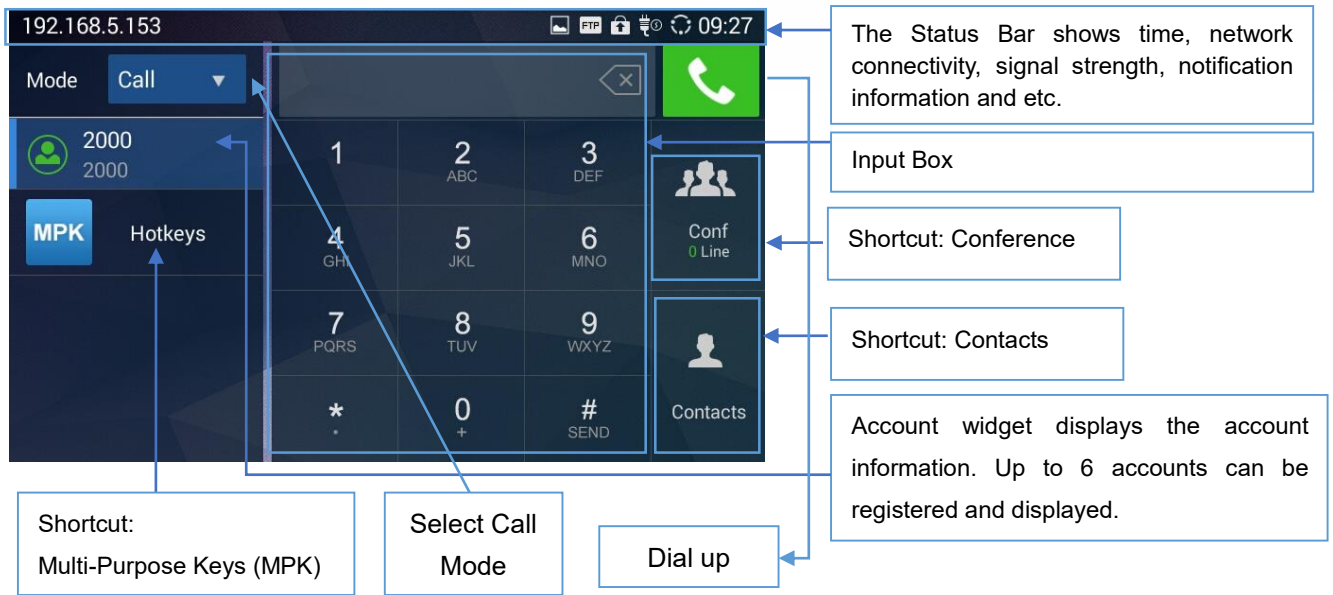 192.168.5.153
FTP
09:27
Mode
Call
2000
2000
MPK
Hotkeys
1
2
ABC
3
DEF
4
GHI
5
JKL
6
MNO
7
PQRS
8
TUV
9
WXYZ
*
0
+
#
SEND
Conf
0 Line
Contacts
The Status Bar shows time, network
connectivity, signal strength, notification
information and etc.
Input Box
Shortcut: Conference
Shortcut: Contacts
Account widget displays the account
information. Up to 6 accounts can be
registered and displayed.
Shortcut:
Multi-Purpose Keys (MPK)
Select Call
Mode
Dial up